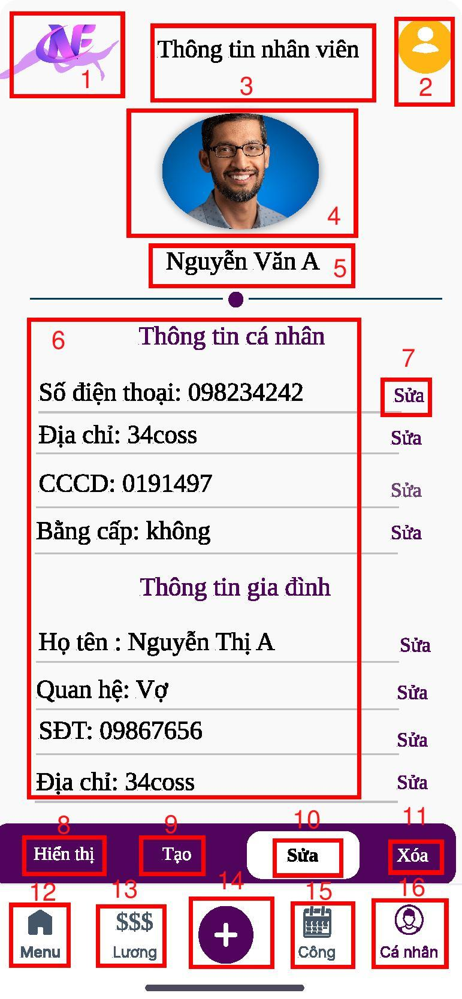 NF
1
Thông tin nhân viên
3
2
4
Nguyễn Văn A 5
6 Thông tin cá nhân
7
Số điện thoại: 098234242 Sửa
Địa chỉ: 34coss Sửa
CCCD: 0191497 Sửa
Bằng cấp: không Sửa
Thông tin gia đình
Họ tên : Nguyễn Thị A Sửa
Quan hệ: Vợ Sửa
SĐT: 09867656 Sửa
Địa chỉ: 34coss Sửa
8 9 10 11
Hiển thị Tạo Sửa Xóa
12 13 14 15 16
$$$
Menu Lương + Công Cá nhân